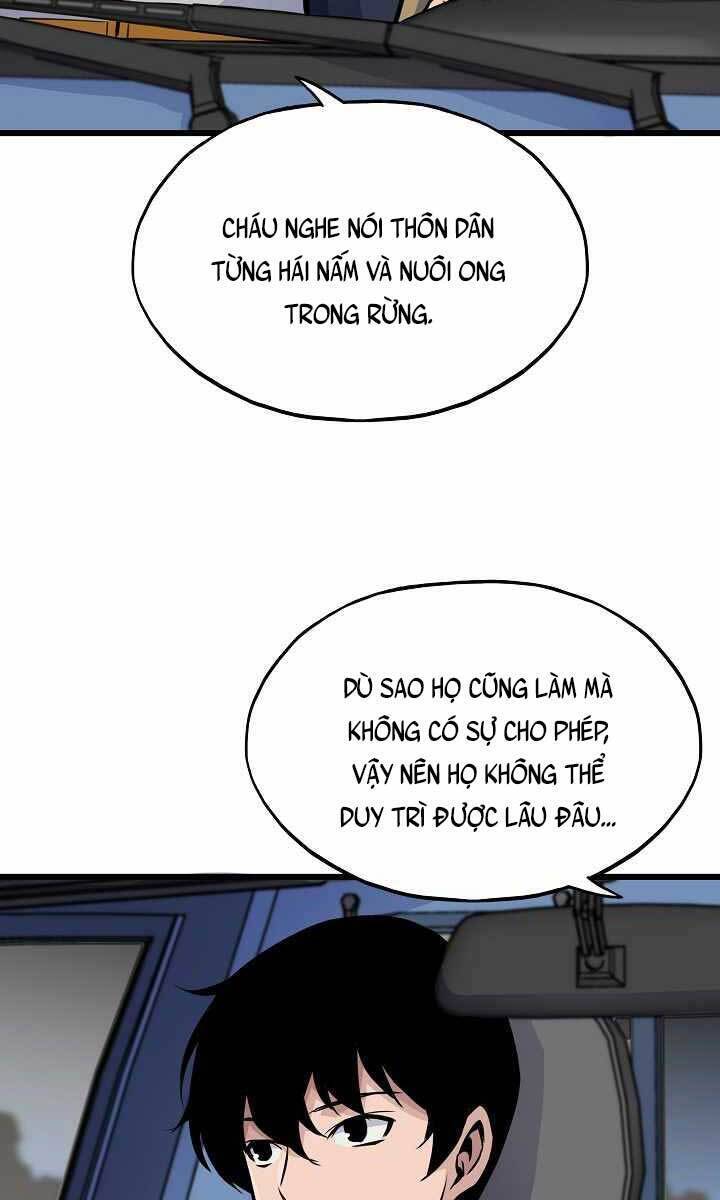 CHÁU NGHE NÓI THÔN DÂN
TỪNG HÁI NẤM VÀ NUÔI ONG
TRONG RỪNG.
DÙ SAO HỌ CŨNG LÀM MÀ
KHÔNG CÓ SỰ CHO PHÉP,
VẬY NÊN HỌ KHÔNG THỂ
DUY TRÌ ĐƯỢC LÂU ĐÂU...